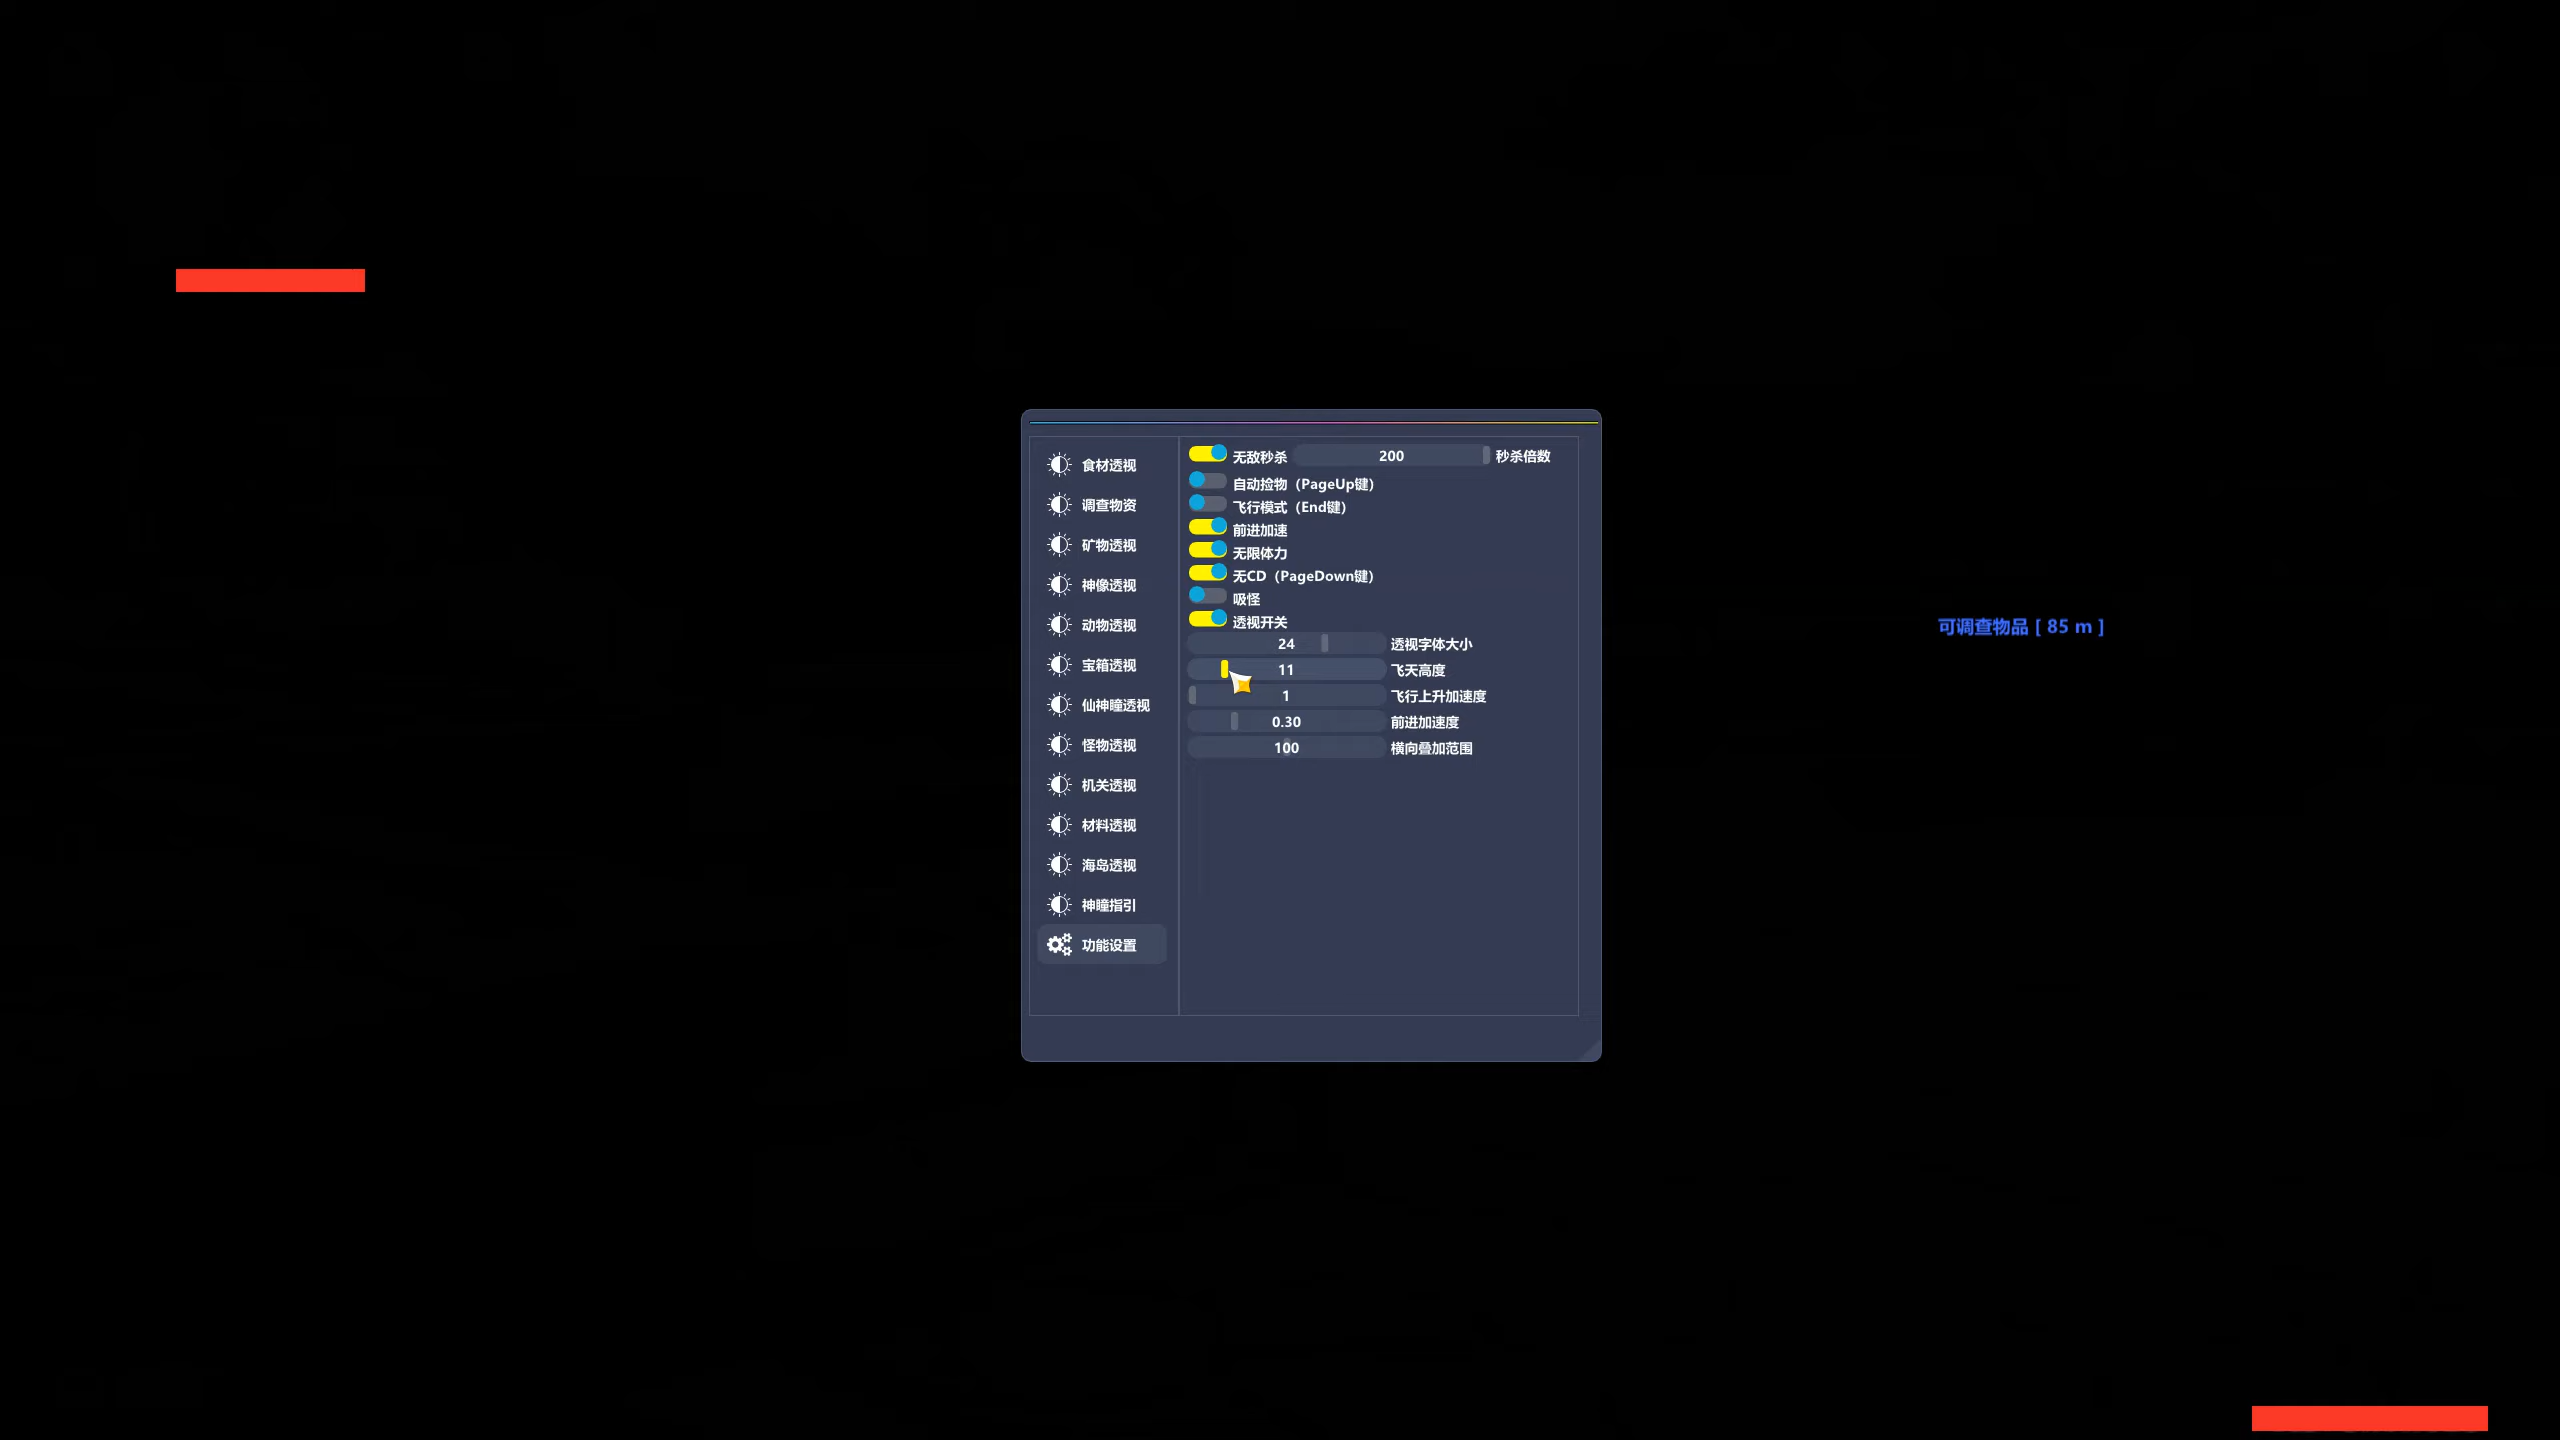 食材透视
调查物资
矿物透视
神像透视
动物透视
宝箱透视
仙神瞳透视
怪物透视
机关透视
材料透视
海岛透视
神瞳指引
功能设置
无敌秒杀 200 秒杀倍数
自动捡物（PageUp键）
飞行模式（End键）
前进加速
无限体力
无CD（PageDown键）
吸怪
透视开关
24 透视字体大小
11 飞天高度
1 飞行上升加速度
0.30 前进加速度
100 横向叠加范围
可调查物品 [ 85 m ]